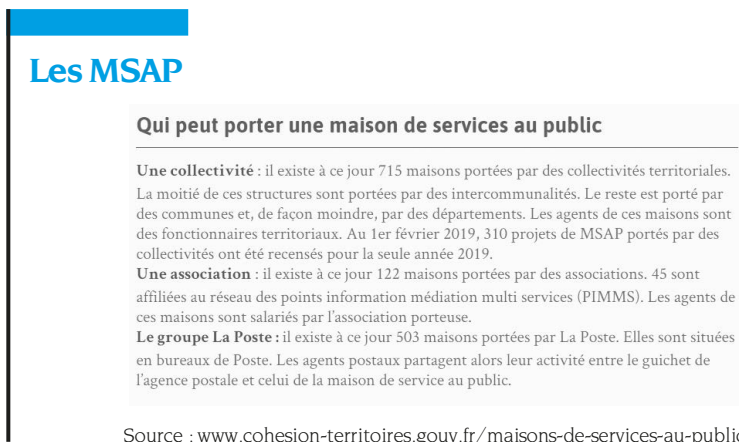 Les MSAP
Qui peut porter une maison de services au public
Une collectivité : il existe à ce jour 715 maisons portées par des collectivités territoriales.
La moitié de ces structures sont portées par des intercommunalités. Le reste est porté par
des communes et, de façon moindre, par des départements. Les agents de ces maisons sont
des fonctionnaires territoriaux. Au 1er février 2019, 310 projets de MSAP portés par des
collectivités ont été recensés pour la seule année 2019.
Une association : il existe à ce jour 122 maisons portées par des associations. 45 sont
affiliées au réseau des points information médiation multi services (PIMMS). Les agents de
ces maisons sont salariés par l’association porteuse.
Le groupe La Poste : il existe à ce jour 503 maisons portées par La Poste. Elles sont situées
en bureaux de Poste. Les agents postaux partagent alors leur activité entre le guichet de
l’agence postale et celui de la maison de service au public.
Source : www.cohesion-territoires.gouv.fr/maisons-de-services-au-public